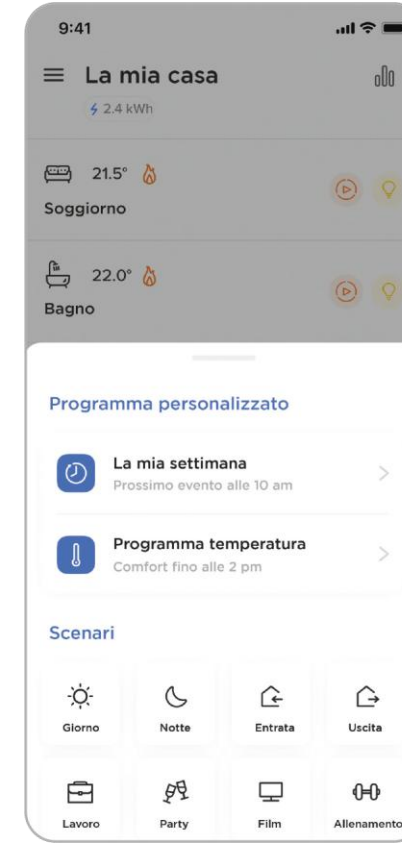 9:41
La mia casa
2.4 kWh
21.5°
Soggiorno
22.0°
Bagno
Programma personalizzato
La mia settimana
Prossimo evento alle 10 am
Programma temperatura
Comfort fino alle 2 pm
Scenari
Giorno Notte Entrata Uscita
Lavoro Party Film Allenamento